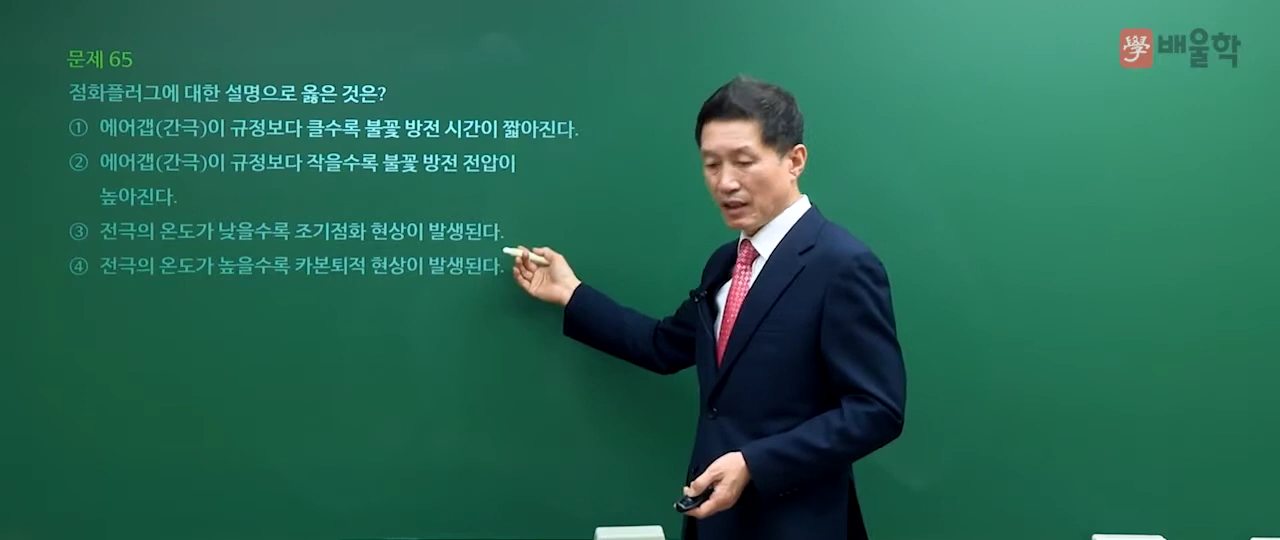 문제 65
점화플러그에 대한 설명으로 옳은 것은?
① 에어갭(간극)이 규정보다 클수록 불꽃 방전 시간이 짧아진다.
② 에어갭(간극)이 규정보다 작을수록 불꽃 방전 전압이
높아진다.
③ 전극의 온도가 낮을수록 조기점화 현상이 발생된다.
④ 전극의 온도가 높을수록 카본퇴적 현상이 발생된다.
學 배울학